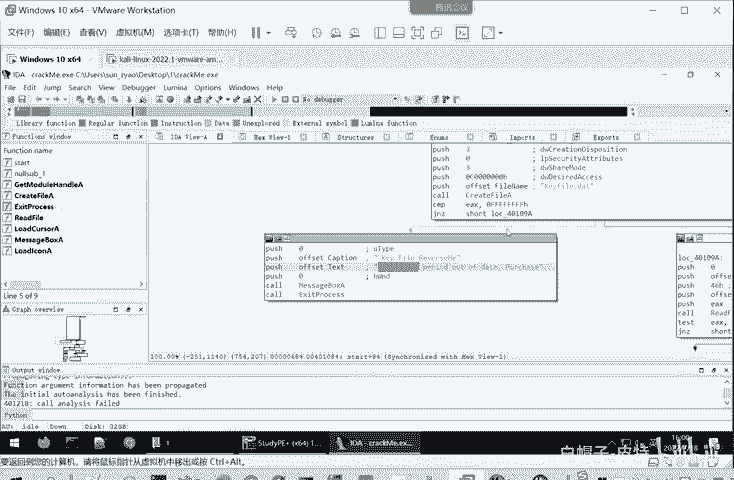 Windows 10 x64 - VMware Workstation
腾讯会议
文件(F) 编辑(E) 查看(V) 虚拟机(M) 选项卡(T) 帮助(H)
Windows 10 x64
kali-linux-2022.1-vmware-am...
IDA - crackMe.exe C:\Users\sun_zyao\Desktop\1\crackMe.exe
File Edit Jump Search View Debugger Lumina Options Windows Help
No debugger
Library function Regular function Instruction Data Unexplored External symbol Lumina function
Functions window
IDA View-A Hex View-1 Structures Enums Imports Exports
Function name
start
nullsub_1
GetModuleHandleA
CreateFileA
ExitProcess
ReadFile
LoadCursorA
MessageBoxA
LoadIconA
Line 5 of 9
Graph overview
push 3 ; dwCreationDisposition
push 0 ; lpSecurityAttributes
push 3 ; dwShareMode
push 0C0000000h ; dwDesiredAccess
push offset FileName ; "Keyfile.dat"
call CreateFileA
cmp eax, 0FFFFFFFFh
jnz short loc_40109A
push 0 ; uType
push offset Caption ; " Key File ReverseMe"
push offset Text ; period out of date. Purchase"...
push 0 ; hWnd
call MessageBoxA
call ExitProcess
loc_40109A:
push 0
push offse
push 46h ;
push offse
push eax
call ReadF
test eax,
jnz short
100.00% (-251,1140) (754,207) 00000484 00401084: start+84 (Synchronized with Hex View-1)
Output window
Function argument information has been propagated
The initial autoanalysis has been finished.
401218: call analysis failed
Python
AU: idle Down Disk: 32GB
StudyPE+ (x64) 1...
IDA - crackMe.ex...
要返回到您的计算机，请将鼠标指针从虚拟机中移出或按 Ctrl+Alt。
白帽子-皮特